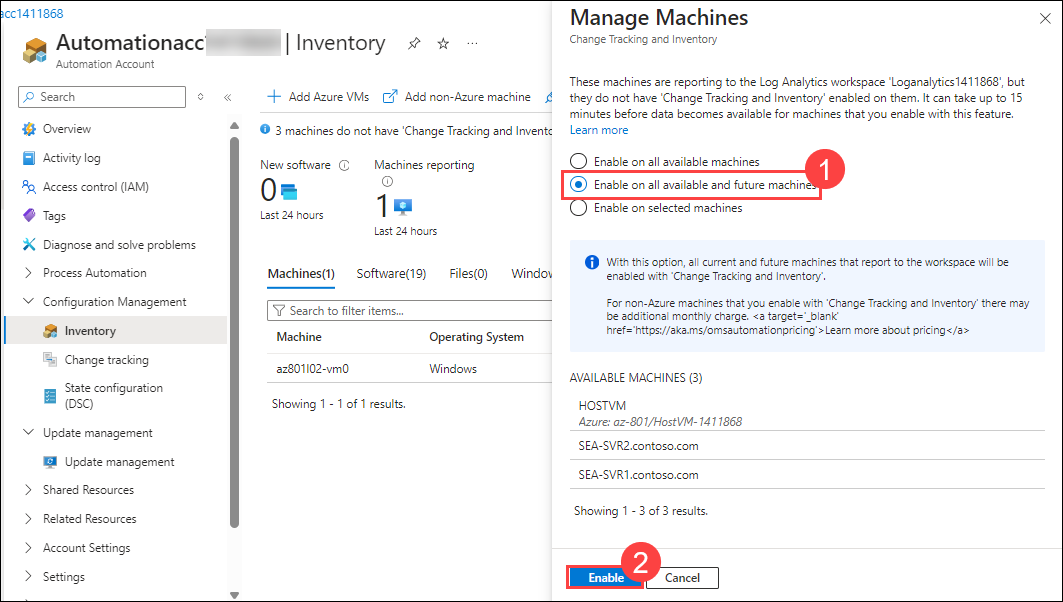 acc1411868
Automationacc | Inventory
Automation Account
Search
Overview
Activity log
Access control (IAM)
Tags
Diagnose and solve problems
Process Automation
Configuration Management
Inventory
Change tracking
State configuration
(DSC)
Update management
Update management
Shared Resources
Related Resources
Account Settings
Settings
Add Azure VMs
Add non-Azure machine
3 machines do not have 'Change Tracking and Invento
New software
0
Last 24 hours
Machines reporting
1
Last 24 hours
Machines(1) Software(19) Files(0) Window
Search to filter items...
Machine Operating System
az801l02-vm0 Windows
Showing 1 - 1 of 1 results.
Manage Machines
Change Tracking and Inventory
These machines are reporting to the Log Analytics workspace 'Loganalytics1411868', but
they do not have 'Change Tracking and Inventory' enabled on them. It can take up to 15
minutes before data becomes available for machines that you enable with this feature.
Learn more
Enable on all available machines
Enable on all available and future machines
1
Enable on selected machines
With this option, all current and future machines that report to the workspace will be
enabled with 'Change Tracking and Inventory'.
For non-Azure machines that you enable with 'Change Tracking and Inventory' there may
be additional monthly charge. <a target='_blank'
href='https://aka.ms/omsautomationpricing'>Learn more about pricing</a>
AVAILABLE MACHINES (3)
HOSTVM
Azure: az-801/HostVM-1411868
SEA-SVR2.contoso.com
SEA-SVR1.contoso.com
Showing 1 - 3 of 3 results.
2
Enable Cancel